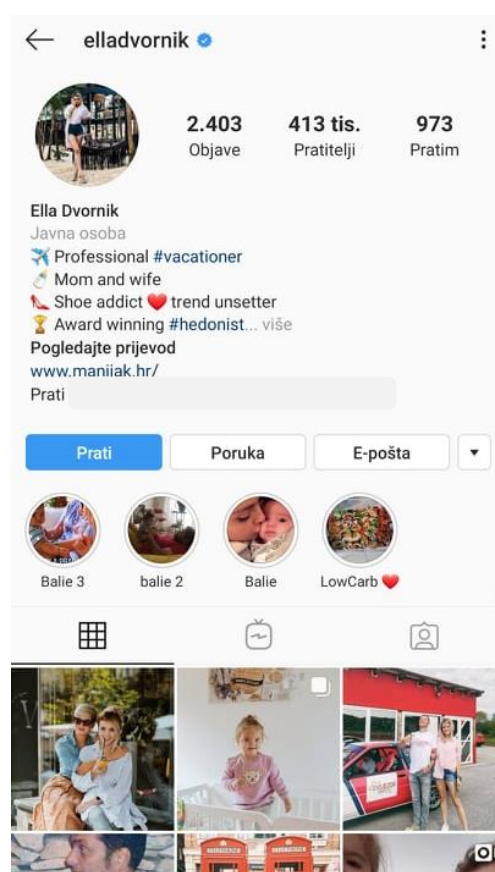 elladvornik
2.403 413 tis. 973
Objave Pratitelji Pratim
Ella Dvornik
Javna osoba
Professional #vacationer
Mom and wife
Shoe addict ❤️ trend unsetter
Award winning #hedonist... više
Pogledajte prijevod
www.manijak.hr/
Prati
Prati Poruka E-pošta
Balie 3 balie 2 Balie LowCarb ❤️